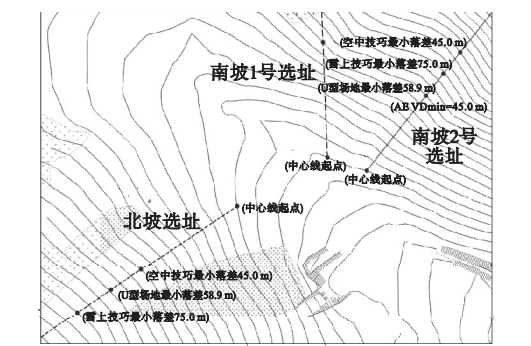 (空中技巧最小落差45.0 m)
(雪上技巧最小落差75.0 m)
南坡1号选址
(U型场地最小落差58.9 m)
(AE VDmin=45.0 m)
南坡2号
选址
(中心线起点)
(中心线起点)
(中心线起点)
北坡选址
(空中技巧最小落差45.0 m)
(U型场地最小落差58.9 m)
(雪上技巧最小落差75.0 m)